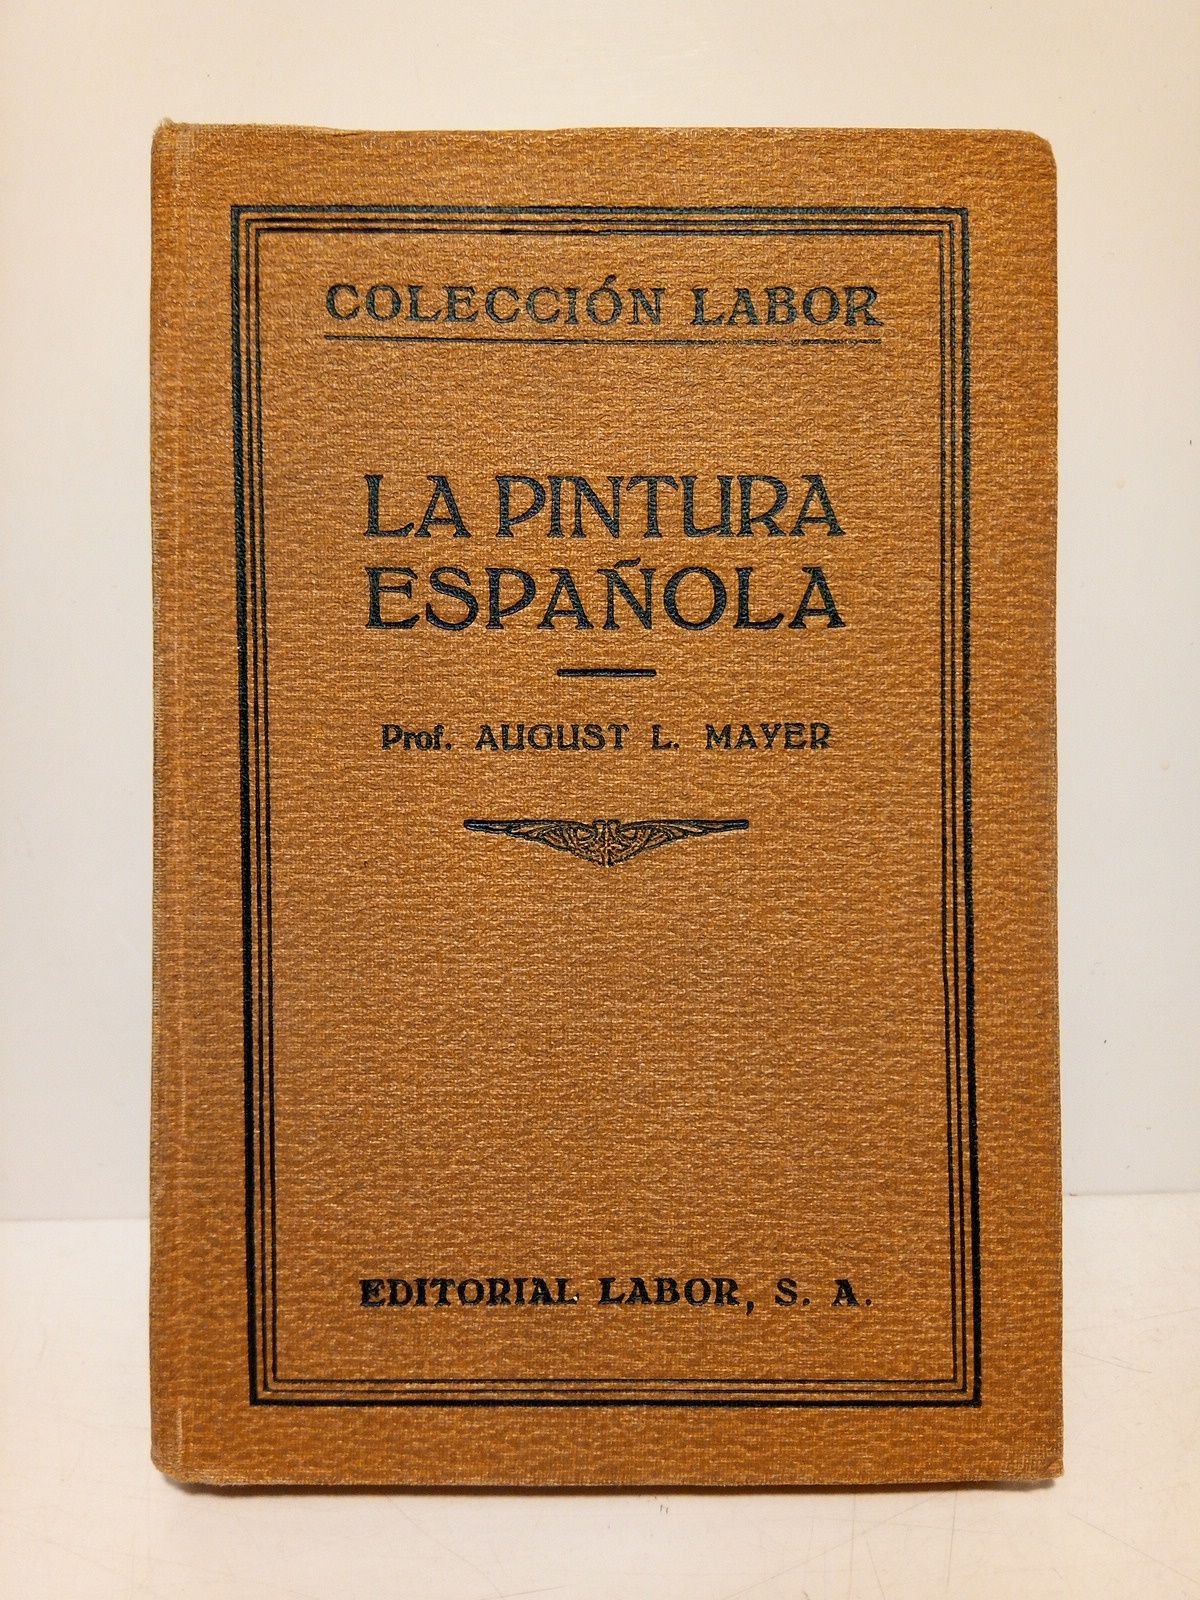 COLECCIÓN LABOR
LA PINTURA
ESPAÑOLA
Prof. AUGUST L. MAYER
EDITORIAL LABOR, S. A.